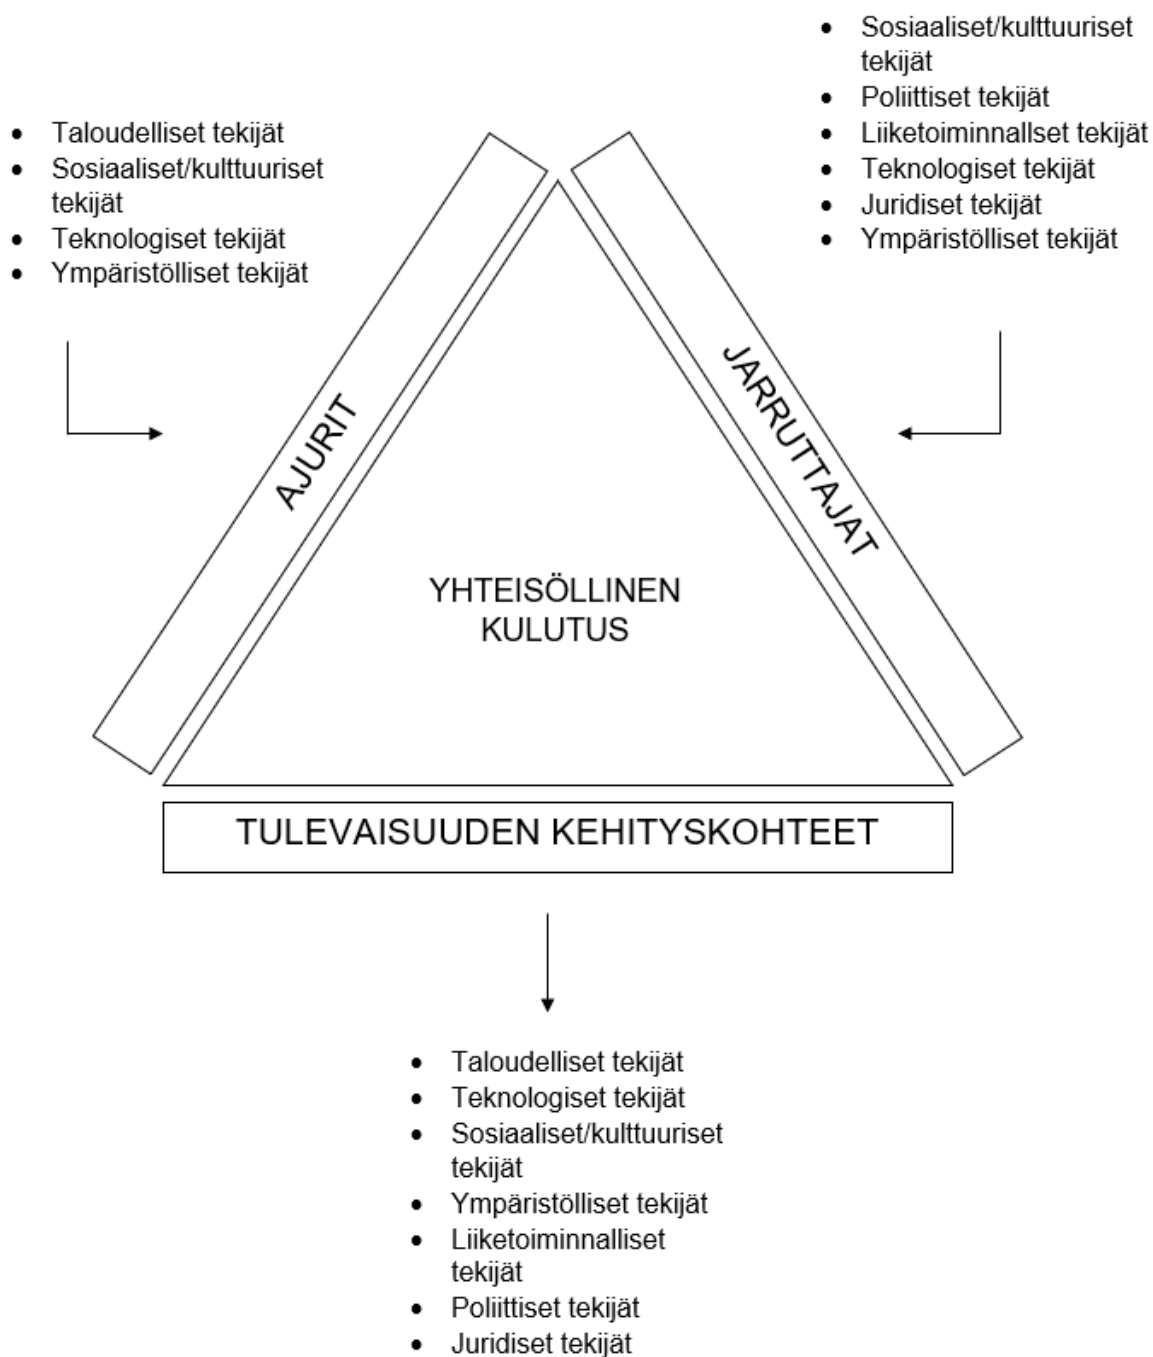 • Taloudelliset tekijät
• Sosiaaliset/kulttuuriset
tekijät
• Teknologiset tekijät
• Ympäristölliset tekijät
• Sosiaaliset/kulttuuriset
tekijät
• Poliittiset tekijät
• Liiketoiminnallset tekijät
• Teknologiset tekijät
• Juridiset tekijät
• Ympäristölliset tekijät
AJURIT
JARRUTTAJAT
YHTEISÖLLINEN
KULUTUS
TULEVAISUUDEN KEHITYSKOHTEET
• Taloudelliset tekijät
• Teknologiset tekijät
• Sosiaaliset/kulttuuriset
tekijät
• Ympäristölliset tekijät
• Liiketoiminnalliset
tekijät
• Poliittiset tekijät
• Juridiset tekijät